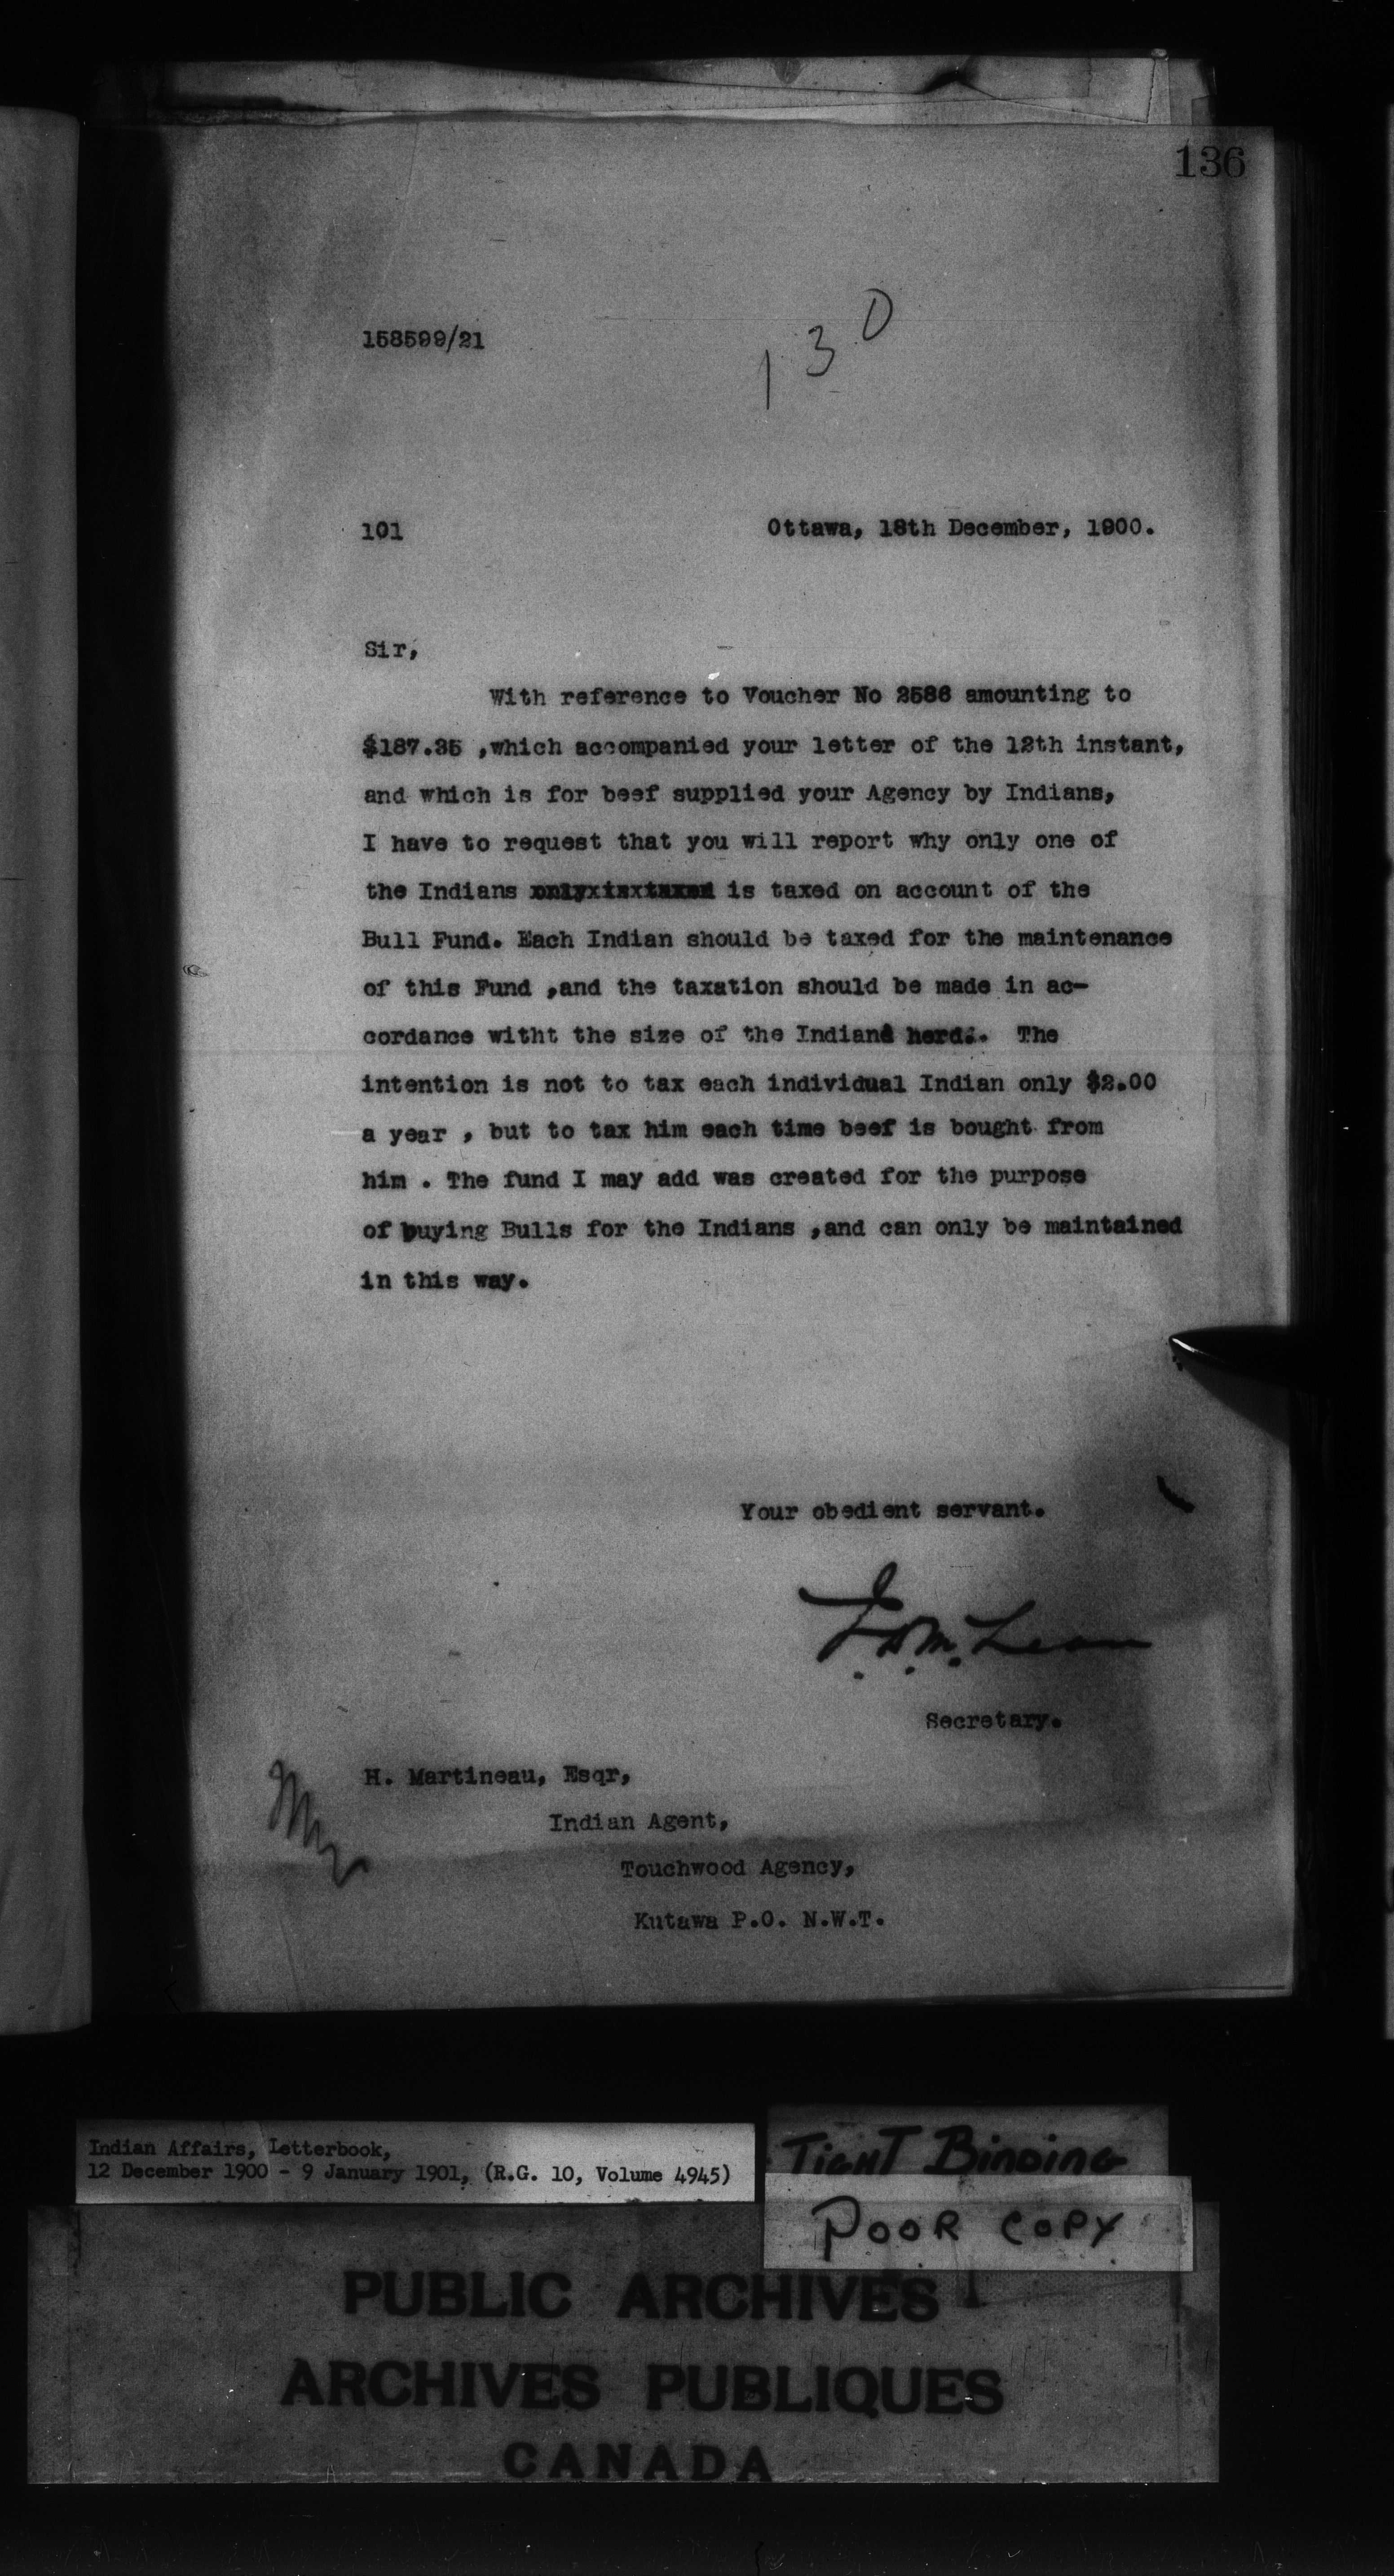 136
158599/21
130
101 Ottawa, 18th December, 1900.
Sir,
With reference to Voucher No 2586 amounting to
$187.35 ,which accompanied your letter of the 12th instant,
and which is for beef supplied your Agency by Indians,
I have to request that you will report why only one of
the Indians onlyxisxtaxed is taxed on account of the
Bull Fund. Each Indian should be taxed for the maintenance
of this Fund ,and the taxation should be made in ac-
cordance witht the size of the Indian herd. The
intention is not to tax each individual Indian only $2.00
a year , but to tax him each time beef is bought from
him . The fund I may add was created for the purpose
of buying Bulls for the Indians ,and can only be maintained
in this way.
Your obedient servant.
J.D.McLean
Secretary.
H. Martineau, Esqr,
Indian Agent,
Touchwood Agency,
Kutawa P.O. N.W.T.
Indian Affairs, Letterbook,
12 December 1900 - 9 January 1901, (R.G. 10, Volume 4945)
TIGHT BINDING
POOR COPY
PUBLIC ARCHIVES
ARCHIVES PUBLIQUES
CANADA